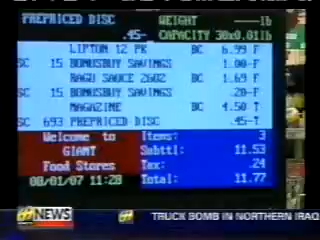 PREPRICED DISC WEIGHT ----lb
.45- CAPACITY 30x0.01lb
LIPTON 12 PK BC 6.99 F
SC 15 BONUSBUY SAVINGS 1.00-F
RAGU SAUCE 2602 BC 1.69 F
SC 15 BONUSBUY SAVINGS .20-F
MAGAZINE BC 4.50 T
SC 693 PREPRICED DISC .45-T
Welcome to
GIANT
Food Stores
08/01/07 11:28
Items: 3
Subttl: 11.53
Tax: .24
Total: 11.77
NEWS TRUCK BOMB IN NORTHERN IRAQ